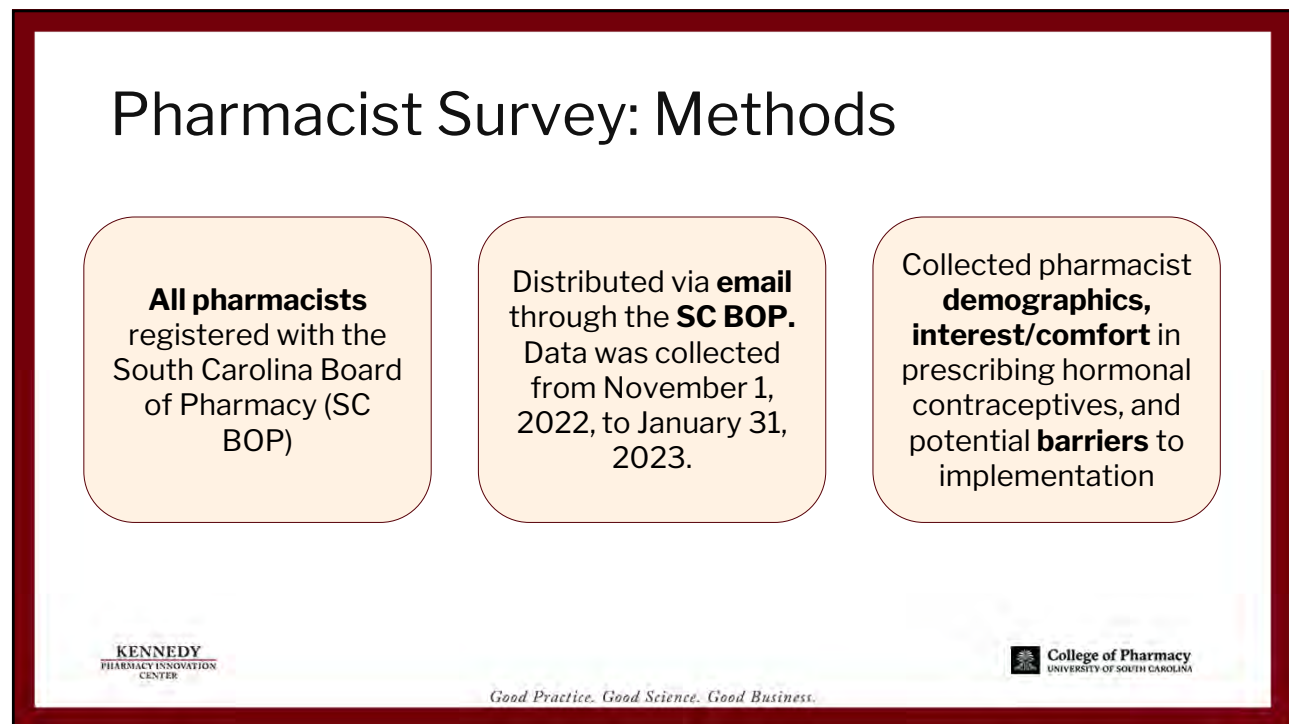 Pharmacist Survey: Methods
All pharmacists
registered with the
South Carolina Board
of Pharmacy (SC
BOP)
Distributed via email
through the SC BOP.
Data was collected
from November 1,
2022, to January 31,
2023.
Collected pharmacist
demographics,
interest/comfort in
prescribing hormonal
contraceptives, and
potential barriers to
implementation
KENNEDY
PHARMACY INNOVATION
CENTER
College of Pharmacy
UNIVERSITY OF SOUTH CAROLINA
Good Practice. Good Science. Good Business.